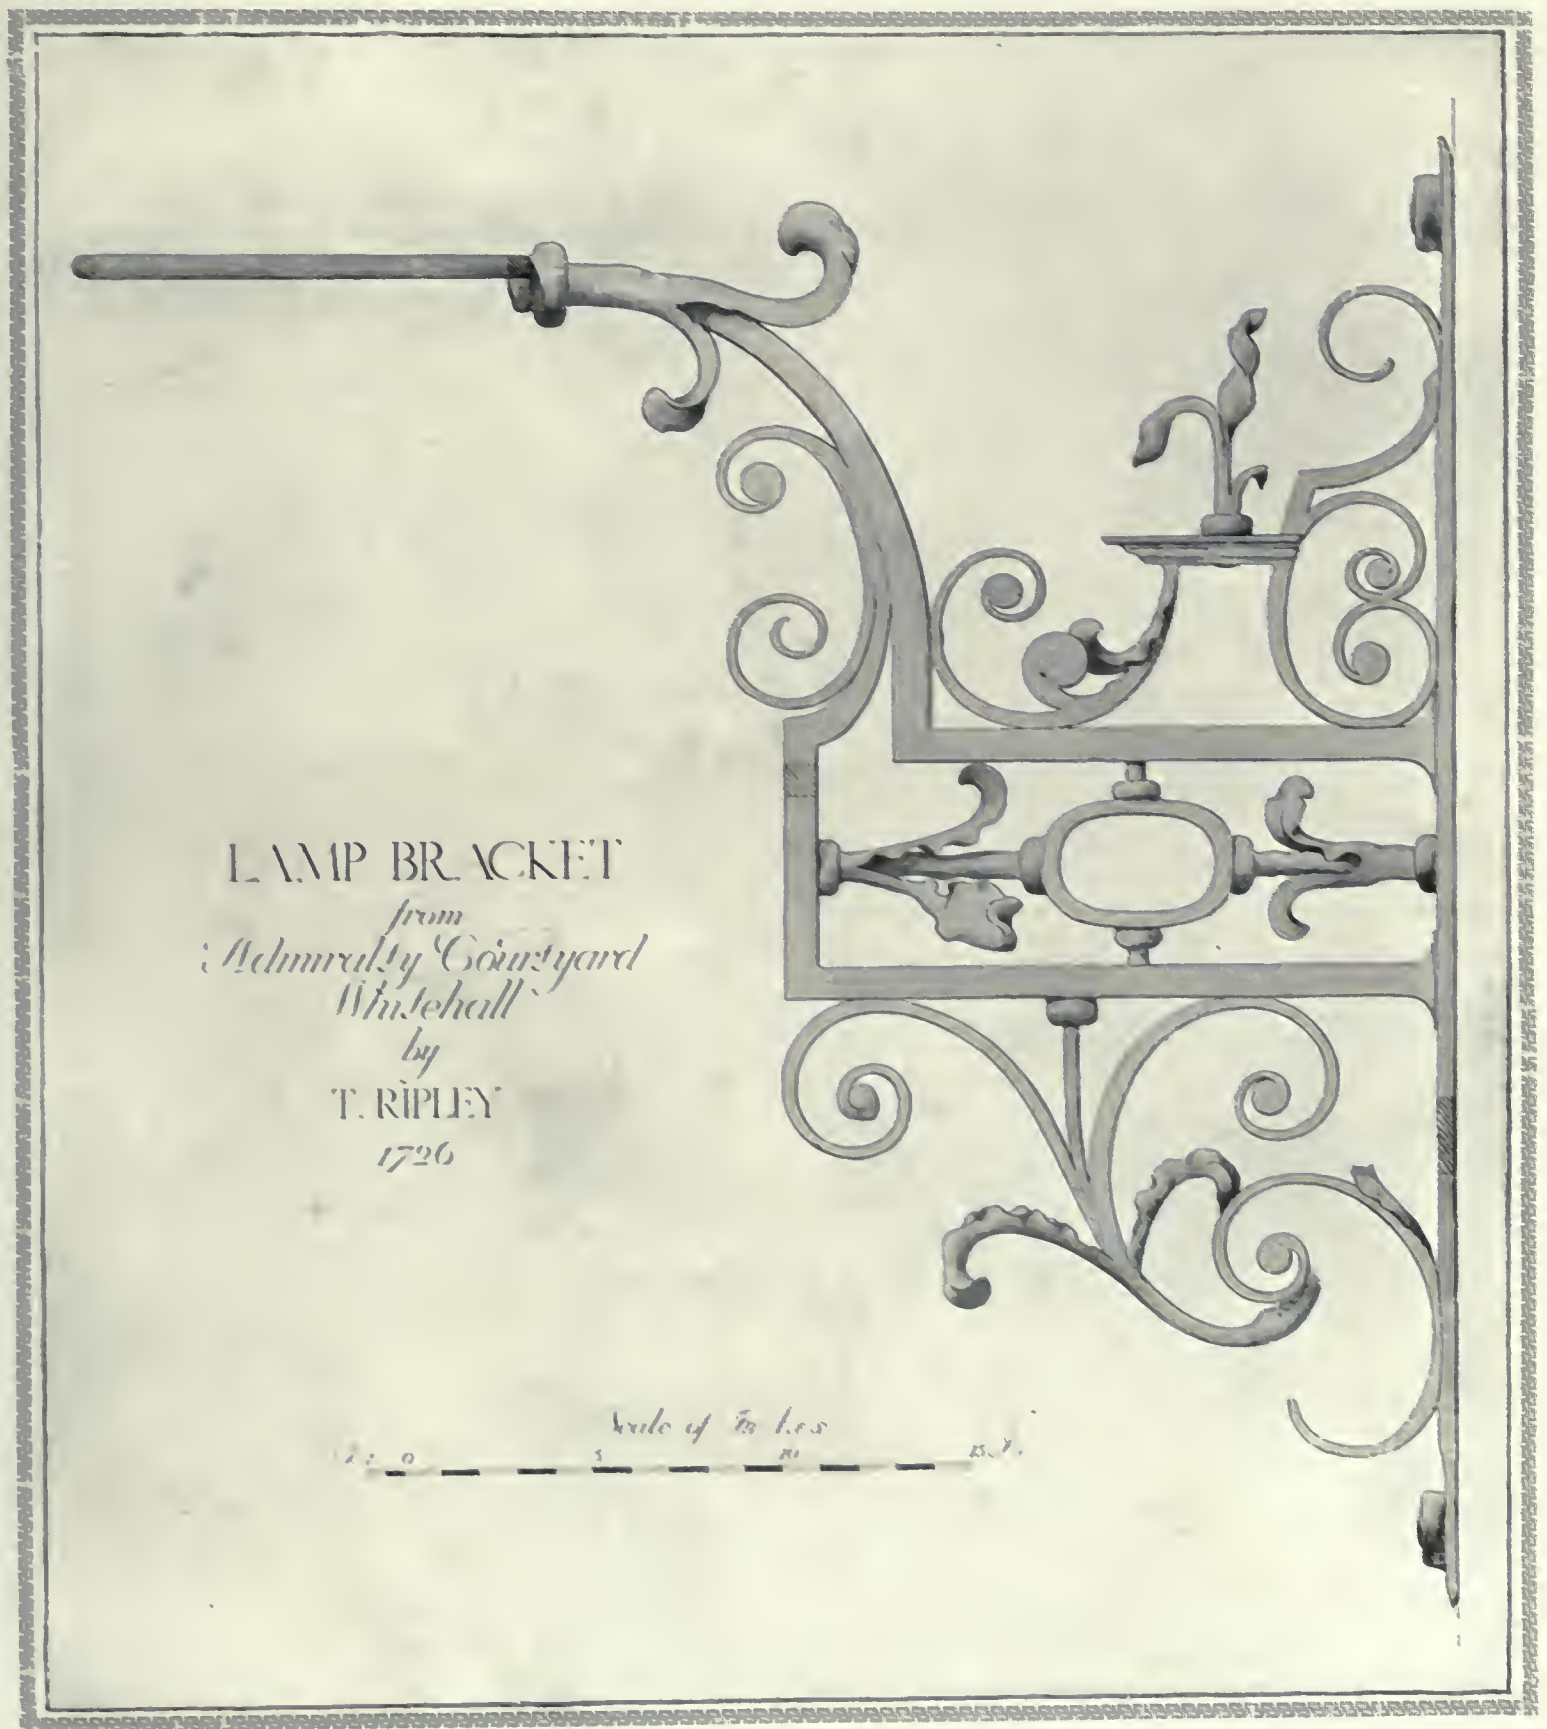 LAMP BRACKET
from
Admiralty Courtyard
Whitehall
by
T. RIPLEY
1726
Scale of Inches
0 5 10 15